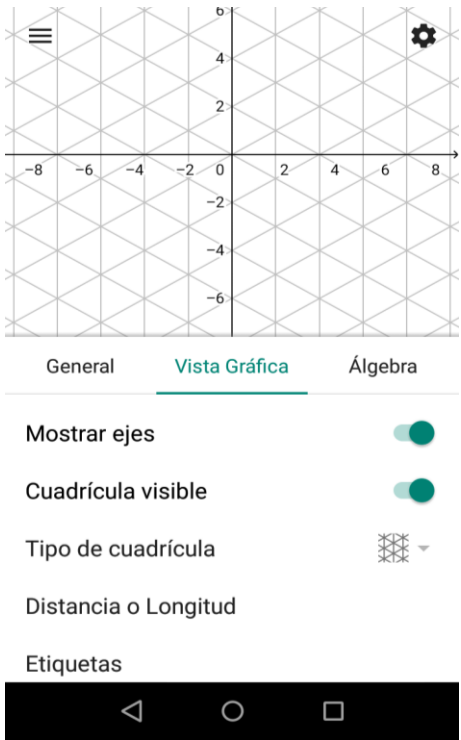 6
4
2
−8 −6 −4 −2 0 2 4 6 8
−2
−4
−6
General Vista Gráfica Álgebra
Mostrar ejes
Cuadrícula visible
Tipo de cuadrícula
Distancia o Longitud
Etiquetas